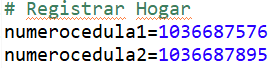 # Registrar Hogar
numerocedula1=1036687576
numerocedula2=1036687895